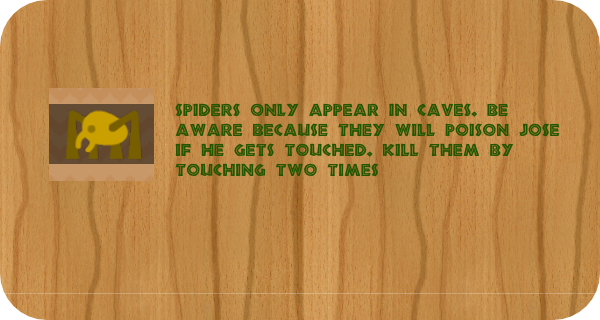 SPIDERS ONLY APPEAR IN CAVES. BE
AWARE BECAUSE THEY WILL POISON JOSE
IF HE GETS TOUCHED. KILL THEM BY
TOUCHING TWO TIMES